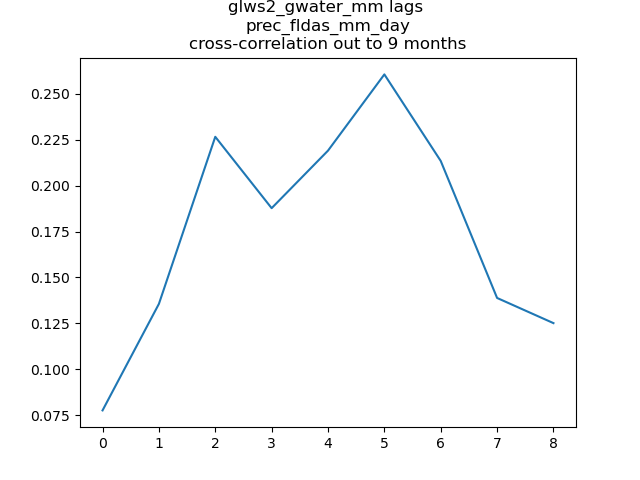 glws2_gwater_mm lags
prec_fldas_mm_day
cross-correlation out to 9 months
0.250
0.225
0.200
0.175
0.150
0.125
0.100
0.075
0 1 2 3 4 5 6 7 8